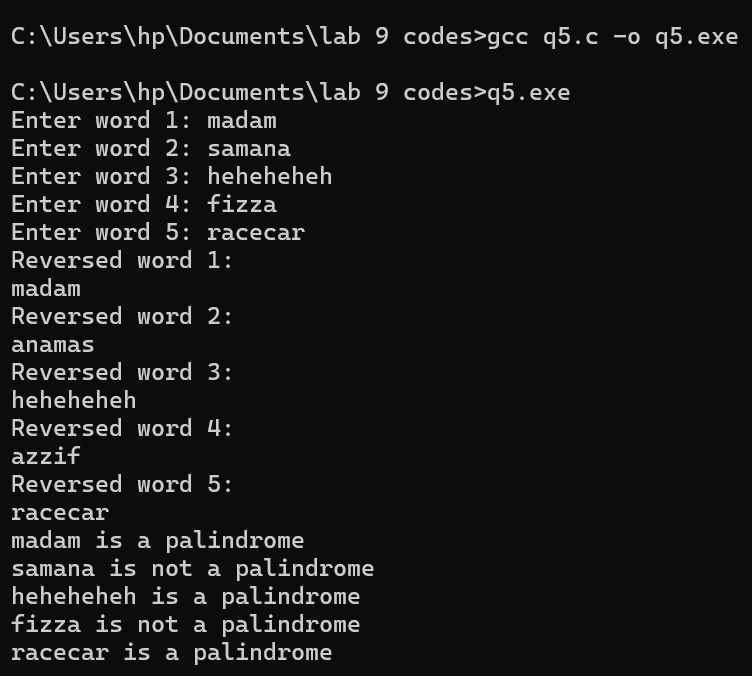 C:\Users\hp\Documents\lab 9 codes>gcc q5.c -o q5.exe
C:\Users\hp\Documents\lab 9 codes>q5.exe
Enter word 1: madam
Enter word 2: samana
Enter word 3: heheheheh
Enter word 4: fizza
Enter word 5: racecar
Reversed word 1:
madam
Reversed word 2:
anamas
Reversed word 3:
heheheheh
Reversed word 4:
azzif
Reversed word 5:
racecar
madam is a palindrome
samana is not a palindrome
heheheheh is a palindrome
fizza is not a palindrome
racecar is a palindrome